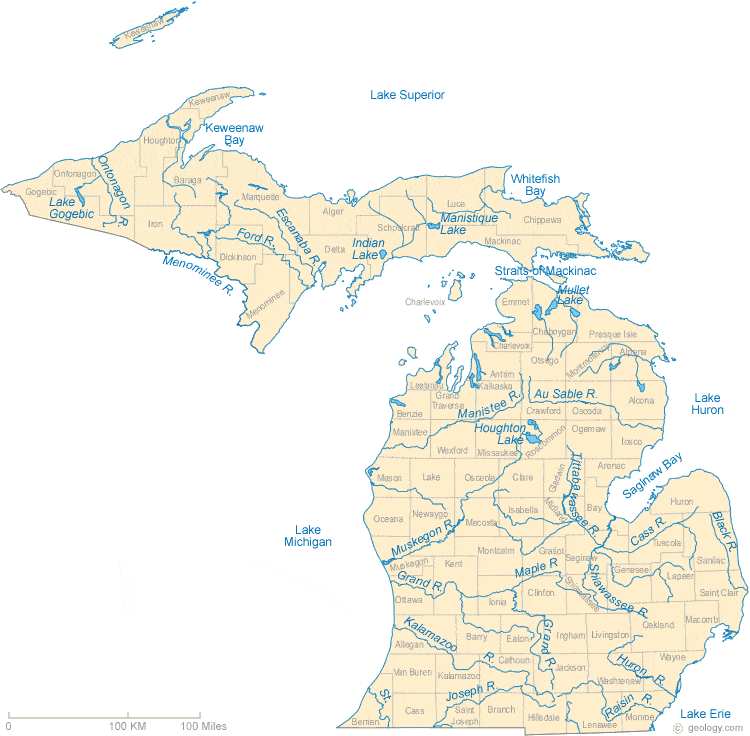 Keweenaw
Lake Superior
Keweenaw
Keweenaw
Bay
Houghton
Ontonagon
Ontonagon
R.
Baraga
Gogebic
Lake
Gogebic
Iron
Marquette
Alger
Escanaba R.
Ford R.
Dickinson
Delta
Menominee R.
Menominee
Indian
Lake
Schoolcraft
Luce
Manistique
Lake
Whitefish
Bay
Chippewa
Mackinac
Straits of Mackinac
Charlevoix
Emmet
Mullet
Lake
Cheboygan
Presque Isle
Charlevoix
Otsego
Montmorency
Alpena
Antrim
Leelanau
Kalkaska
Grand
Traverse
Benzie
Manistee R.
Au Sable R.
Crawford
Oscoda
Alcona
Lake
Huron
Manistee
Wexford
Missaukee
Houghton
Lake
Roscommon
Ogemaw
Iosco
Mason
Lake
Osceola
Clare
Gladwin
Arenac
Tittabawassee R.
Saginaw Bay
Huron
Oceana
Newaygo
Mecosta
Isabella
Midland
Bay
Lake
Michigan
Muskegon R.
Muskegon
Kent
Montcalm
Gratiot
Saginaw
Cass R.
Tuscola
Black R.
Sanilac
Grand R.
Ottawa
Ionia
Maple R
Clinton
Shiawassee
Shiawassee R.
Genesee
Lapeer
Saint Clair
Kalamazoo
R.
Allegan
Barry
Eaton
Grand R.
Ingham
Livingston
Oakland
Macomb
Van Buren
Kalamazoo
Calhoun
Jackson
Washtenaw
Wayne
Huron R.
St.
Joseph R.
Berrien
Cass
Saint
Joseph
Branch
Hillsdale
Lenawee
Raisin R.
Monroe
Lake Erie
0 100 KM 100 Miles
© geology.com